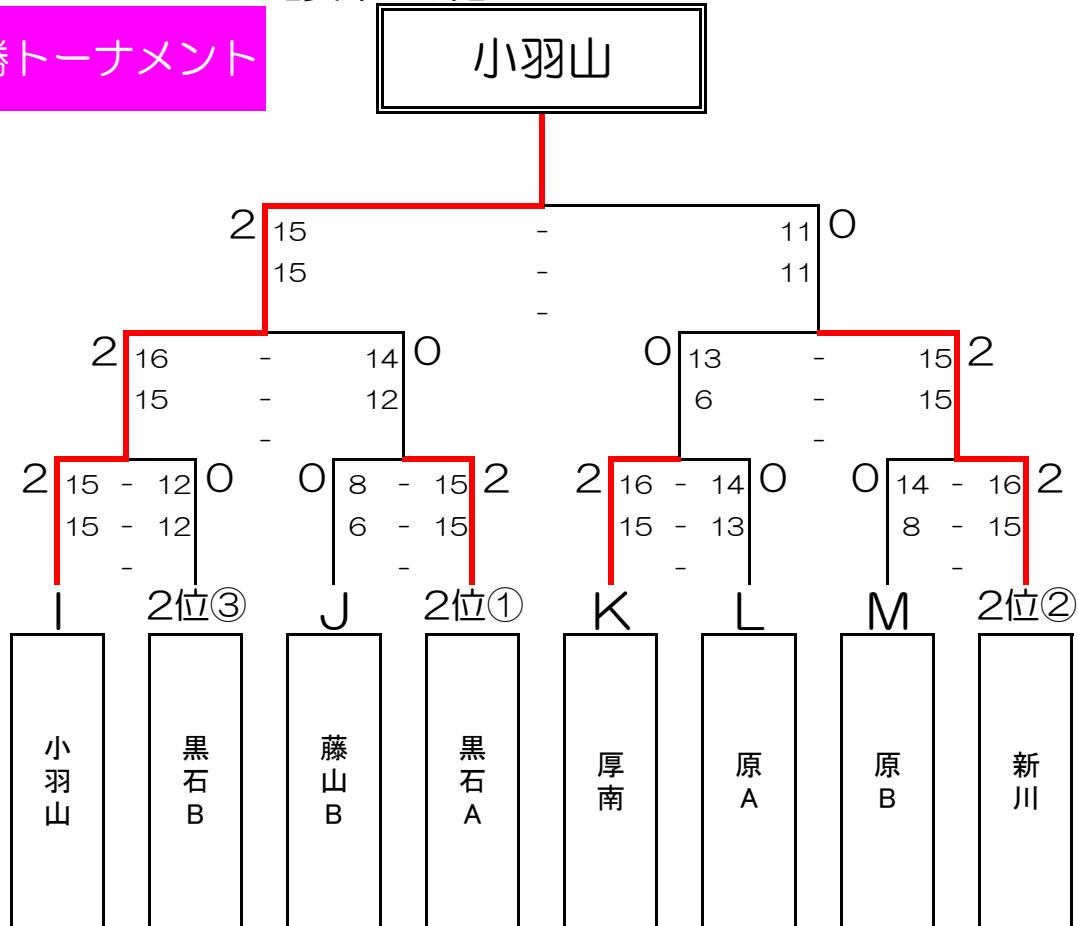 トーナメント
小羽山
2 15 - 11 0
15 - 11
-
2 16 - 14 0 0 13 - 15 2
15 - 12 6 - 15
- -
2 15 - 12 0 0 8 - 15 2 2 16 - 14 0 0 14 - 16 2
15 - 12 6 - 15 15 - 13 8 - 15
- - - -
I 2位③ J 2位① K L M 2位②
小羽山
黒石B
藤山B
黒石A
厚南
原A
原B
新川